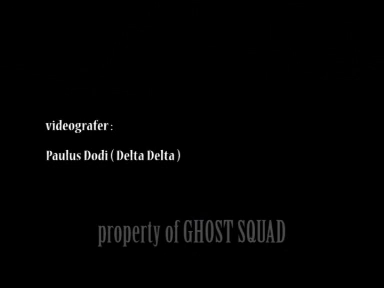 videografer :
Paulus Dodi ( Delta Delta )
property of GHOST SQUAD